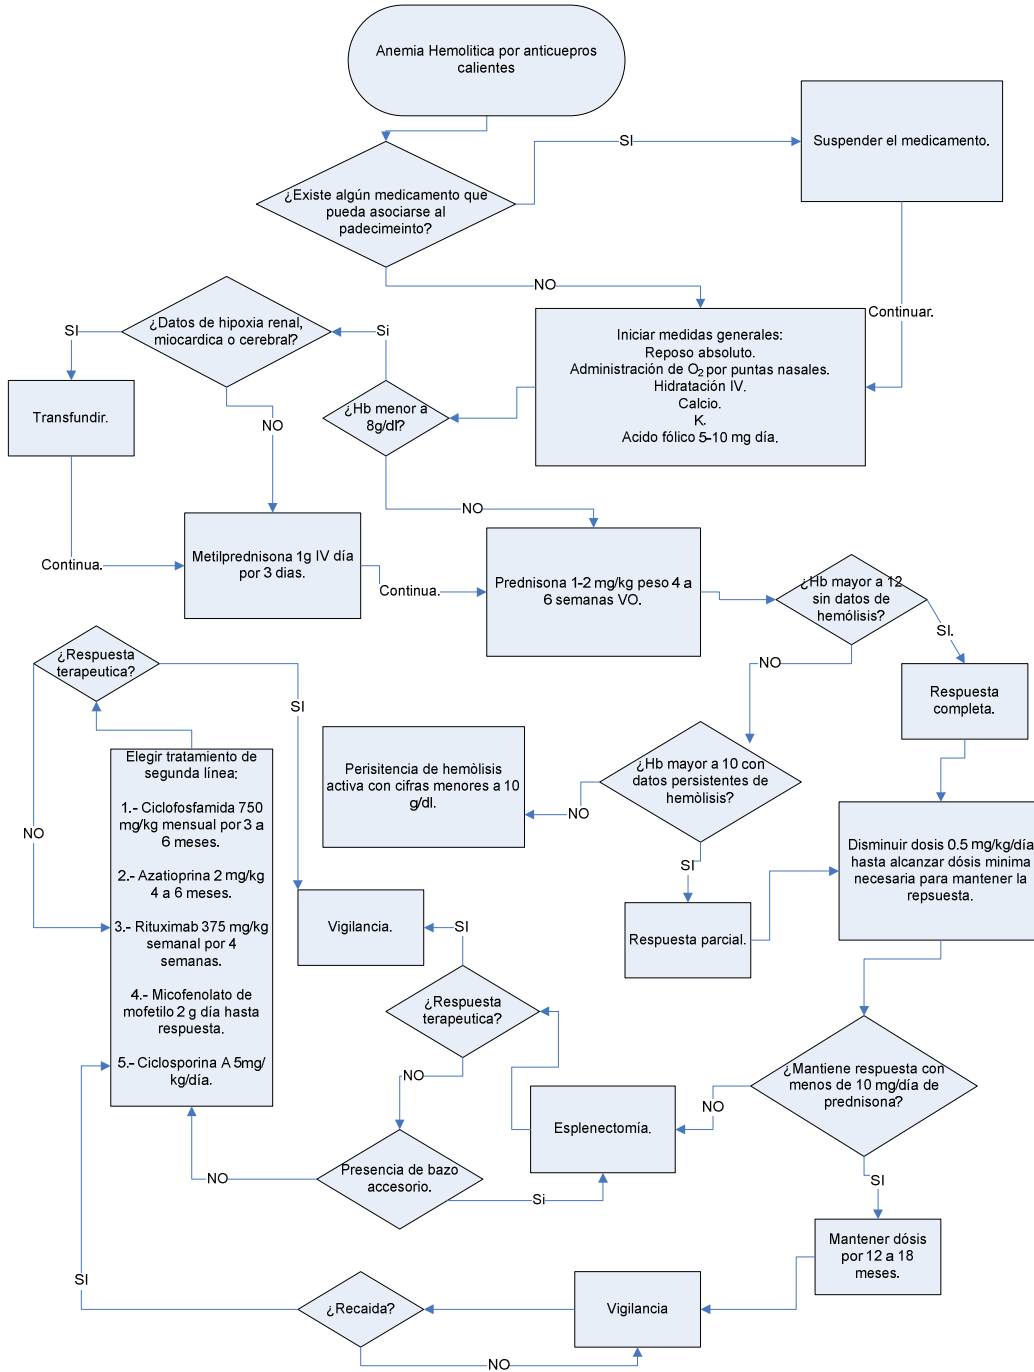 Anemia Hemolitica por anticuepros
calientes
¿Existe algún medicamento que
pueda asociarse al
padecimeinto?
SI
Suspender el medicamento.
NO
Continuar.
Iniciar medidas generales:
Reposo absoluto.
Administración de O₂ por puntas nasales.
Hidratación IV.
Calcio.
K.
Acido fólico 5-10 mg día.
¿Hb menor a
8g/dl?
Si
¿Datos de hipoxia renal,
miocardica o cerebral?
SI
Transfundir.
NO
Continua.
Metilprednisona 1g IV día
por 3 dias.
Continua.
NO
Prednisona 1-2 mg/kg peso 4 a
6 semanas VO.
¿Hb mayor a 12
sin datos de
hemólisis?
SI.
Respuesta
completa.
NO
¿Hb mayor a 10 con
datos persistentes de
hemòlisis?
NO
Perisitencia de hemòlisis
activa con cifras menores a 10
g/dl.
SI
Respuesta parcial.
Disminuir dosis 0.5 mg/kg/día
hasta alcanzar dósis minima
necesaria para mantener la
repsuesta.
¿Mantiene respuesta con
menos de 10 mg/día de
prednisona?
NO
Esplenectomía.
SI
Mantener dósis
por 12 a 18
meses.
Vigilancia
¿Recaida?
NO
SI
¿Respuesta
terapeutica?
SI
Vigilancia.
NO
Presencia de bazo
accesorio.
Si
NO
Elegir tratamiento de
segunda línea:
1.- Ciclofosfamida 750
mg/kg mensual por 3 a
6 meses.
2.- Azatioprina 2 mg/kg
4 a 6 meses.
3.- Rituximab 375 mg/kg
semanal por 4
semanas.
4.- Micofenolato de
mofetilo 2 g día hasta
respuesta.
5.- Ciclosporina A 5mg/
kg/día.
¿Respuesta
terapeutica?
SI
NO